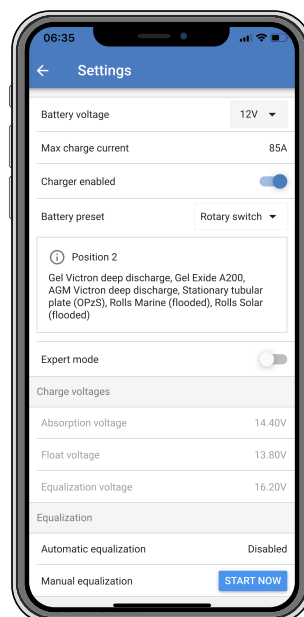 06:35
Settings
Battery voltage 12V
Max charge current 85A
Charger enabled
Battery preset Rotary switch
Position 2
Gel Victron deep discharge, Gel Exide A200,
AGM Victron deep discharge, Stationary tubular
plate (OPzS), Rolls Marine (flooded), Rolls Solar
(flooded)
Expert mode
Charge voltages
Absorption voltage 14.40V
Float voltage 13.80V
Equalization voltage 16.20V
Equalization
Automatic equalization Disabled
Manual equalization START NOW